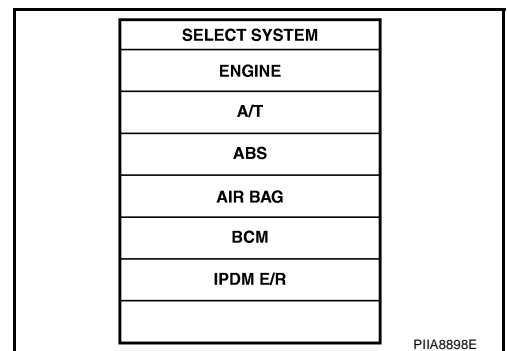 SELECT SYSTEM
ENGINE
A/T
ABS
AIR BAG
BCM
IPDM E/R
PIIA8898E